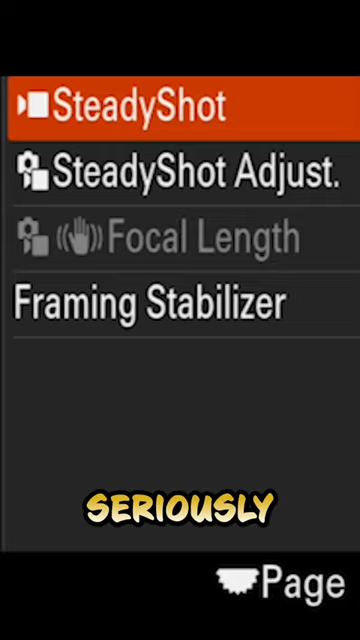 SteadyShot
SteadyShot Adjust.
Focal Length
Framing Stabilizer
SERIOUSLY
Page